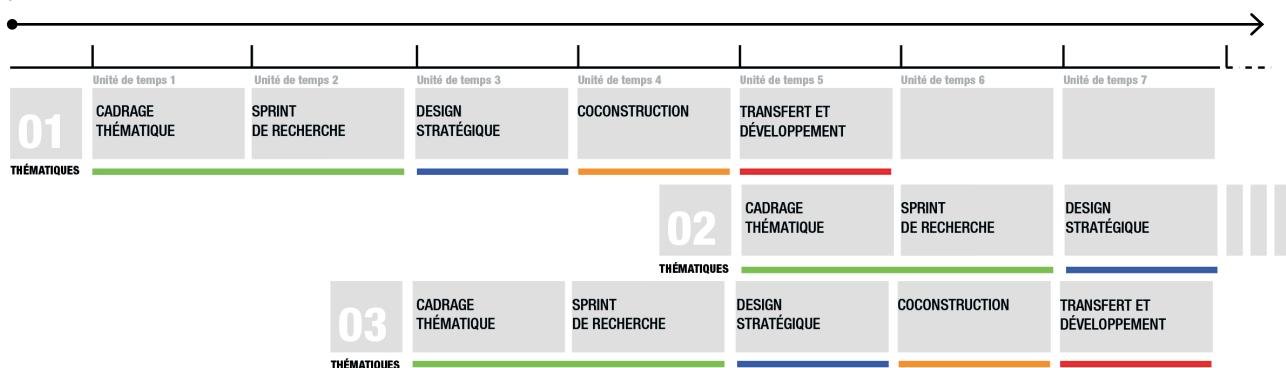 Unité de temps 1
Unité de temps 2
Unité de temps 3
Unité de temps 4
Unité de temps 5
Unité de temps 6
Unité de temps 7
01
THÉMATIQUES
CADRAGE
THÉMATIQUE
SPRINT
DE RECHERCHE
DESIGN
STRATÉGIQUE
COCONSTRUCTION
TRANSFERT ET
DÉVELOPPEMENT
02
THÉMATIQUES
CADRAGE
THÉMATIQUE
SPRINT
DE RECHERCHE
DESIGN
STRATÉGIQUE
03
THÉMATIQUES
CADRAGE
THÉMATIQUE
SPRINT
DE RECHERCHE
DESIGN
STRATÉGIQUE
COCONSTRUCTION
TRANSFERT ET
DÉVELOPPEMENT